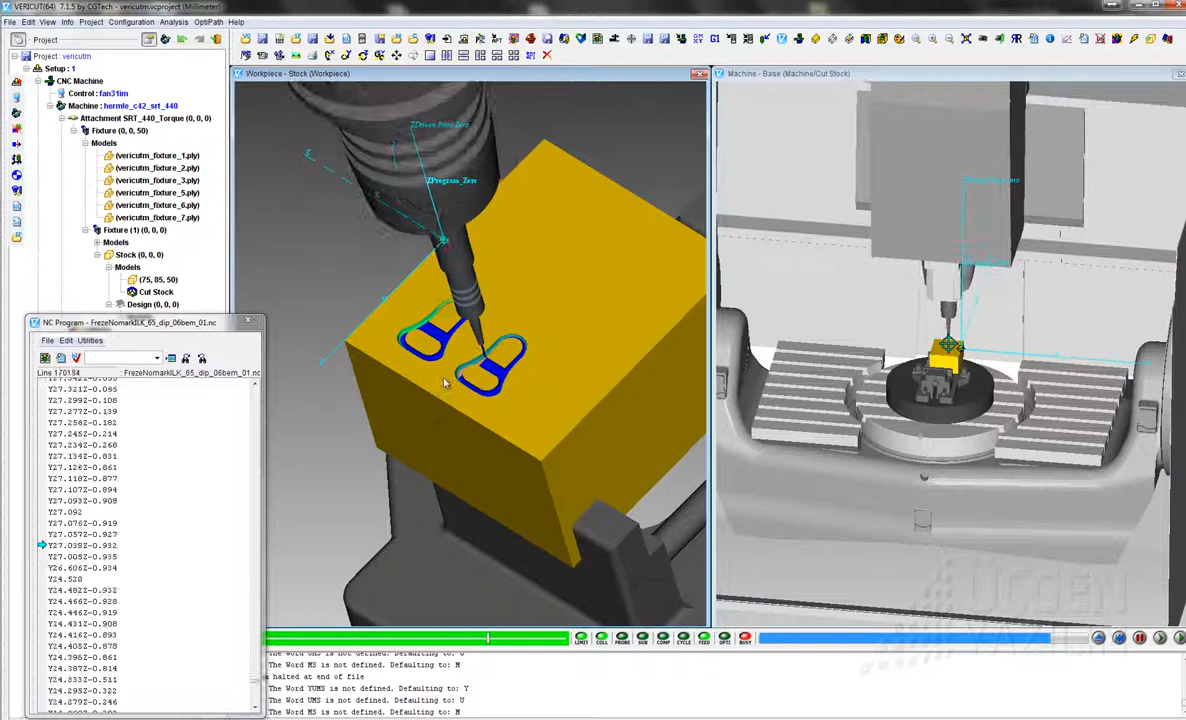 VERICUT(64)  7.1.5 by CGTech - vericutm.vcproject (Millimeter)
File Edit View Info Project Configuration Analysis OptiPath Help
Project
Project : vericutm
Setup : 1
CNC Machine
Control : fan31im
Machine : hermle_c42_srt_440
Attachment SRT_440_Torque (0, 0, 0)
Fixture (0, 0, 50)
Models
(vericutm_fixture_1.ply)
(vericutm_fixture_2.ply)
(vericutm_fixture_3.ply)
(vericutm_fixture_5.ply)
(vericutm_fixture_6.ply)
(vericutm_fixture_7.ply)
Fixture (1) (0, 0, 0)
Models
Stock (0, 0, 0)
Models
(75, 85, 50)
Cut Stock
Design (0, 0, 0)
Workpiece - Stock (Workpiece)
ZDriven Point Zero
ZProgram_Zero
Machine - Base (Machine/Cut Stock)
NC Program - FrezeNomarkILK_65_dip_06bem_01.nc
File Edit Utilities
Line 170184
FrezeNomarkILK_65_dip_06bem_01.nc
Y27.321Z-0.065
Y27.299Z-0.108
Y27.277Z-0.139
Y27.256Z-0.182
Y27.245Z-0.214
Y27.234Z-0.268
Y27.134Z-0.831
Y27.126Z-0.861
Y27.118Z-0.877
Y27.107Z-0.894
Y27.093Z-0.908
Y27.092
Y27.076Z-0.919
Y27.057Z-0.927
Y27.039Z-0.932
Y27.005Z-0.935
Y26.606Z-0.934
Y24.520
Y24.482Z-0.932
Y24.466Z-0.928
Y24.446Z-0.919
Y24.431Z-0.908
Y24.416Z-0.893
Y24.405Z-0.878
Y24.396Z-0.861
Y24.387Z-0.814
Y24.333Z-0.511
Y24.295Z-0.322
Y24.279Z-0.246
LIMIT COLL PROBE SUB COMP CYCLE FEED OPTI BUSY
The Word MS is not defined. Defaulting to: M
halted at end of file
The Word YUMS is not defined. Defaulting to: Y
The Word UMS is not defined. Defaulting to: U
The Word MS is not defined. Defaulting to: M